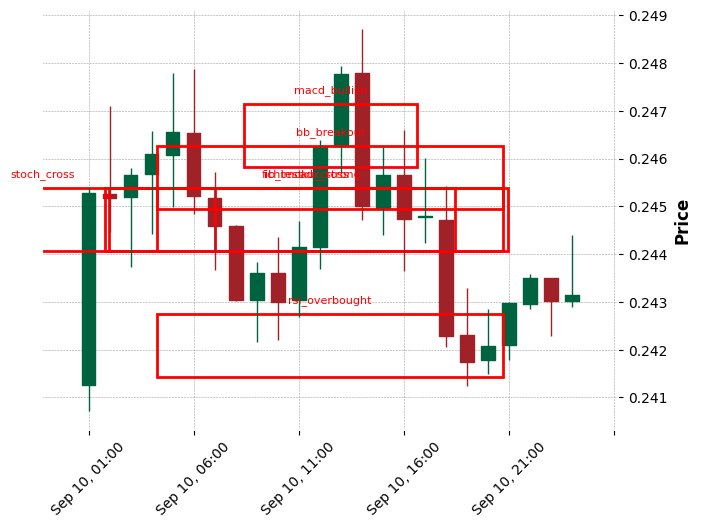 0.249
0.248
macd_bullish
0.247
bb_breakout
0.246
stoch_cross
0.245
0.244
rsi_overbought
0.243
0.242
0.241
Price
Sep 10, 01:00
Sep 10, 06:00
Sep 10, 11:00
Sep 10, 16:00
Sep 10, 21:00